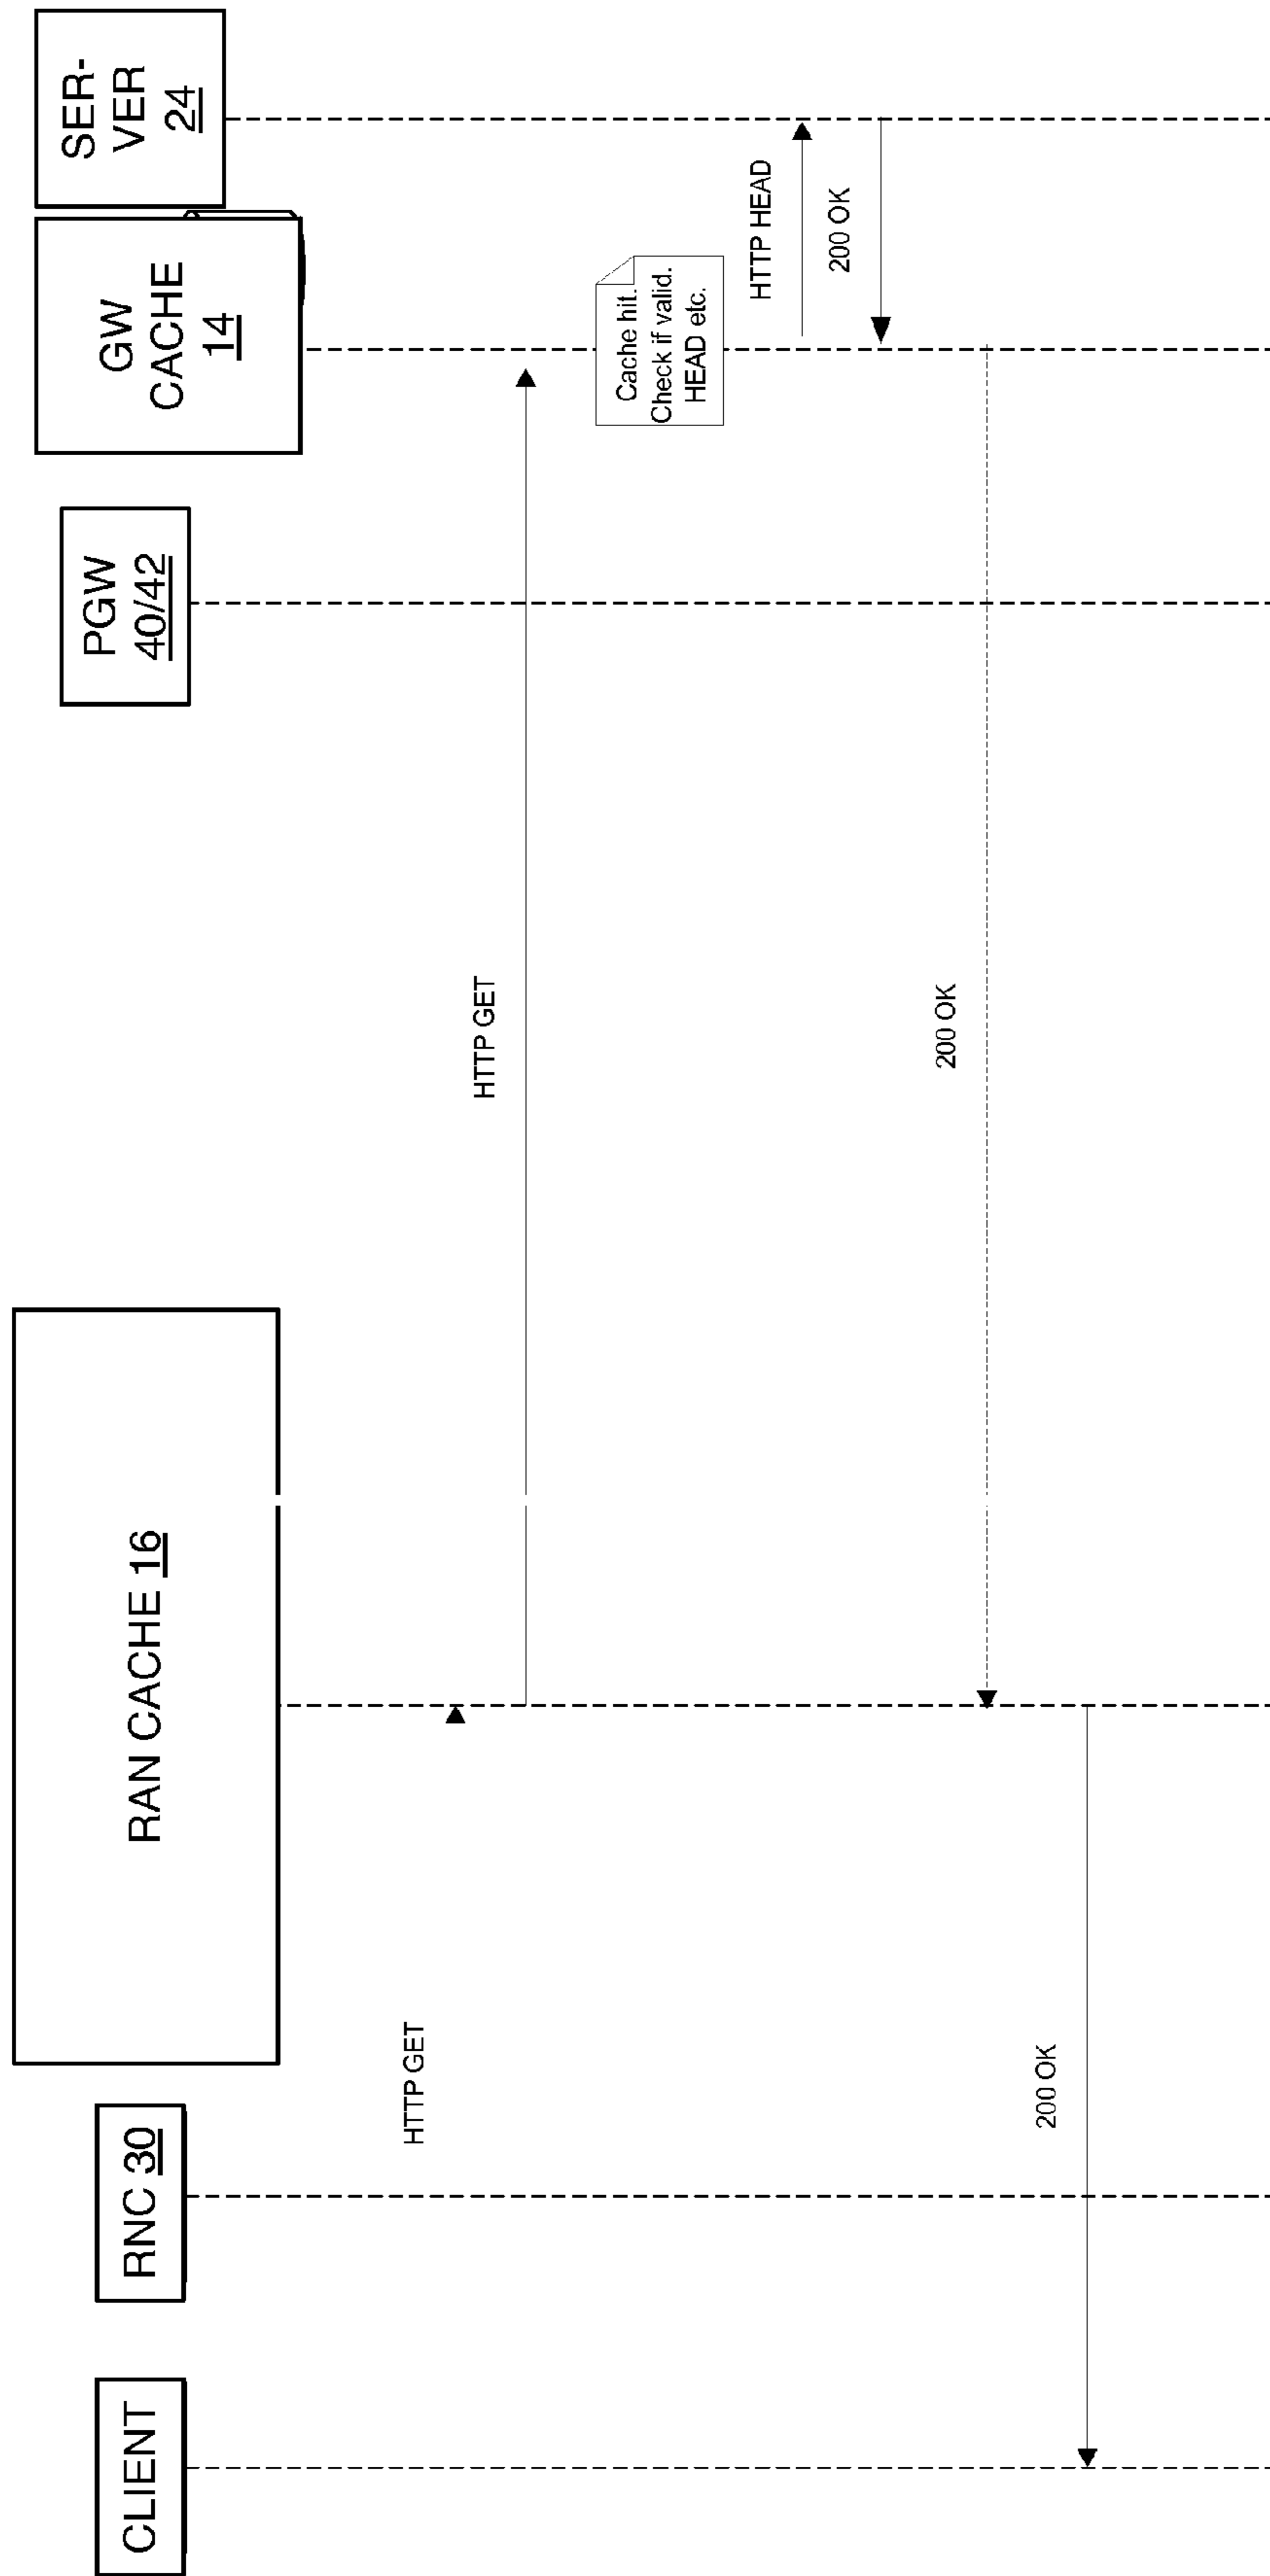 CLIENT
RNC 30
RAN CACHE 16
PGW
40/42
GW
CACHE
14
SER-
VER
24
HTTP GET
HTTP GET
Cache hit.
Check if valid.
HEAD etc.
HTTP HEAD
200 OK
200 OK
200 OK